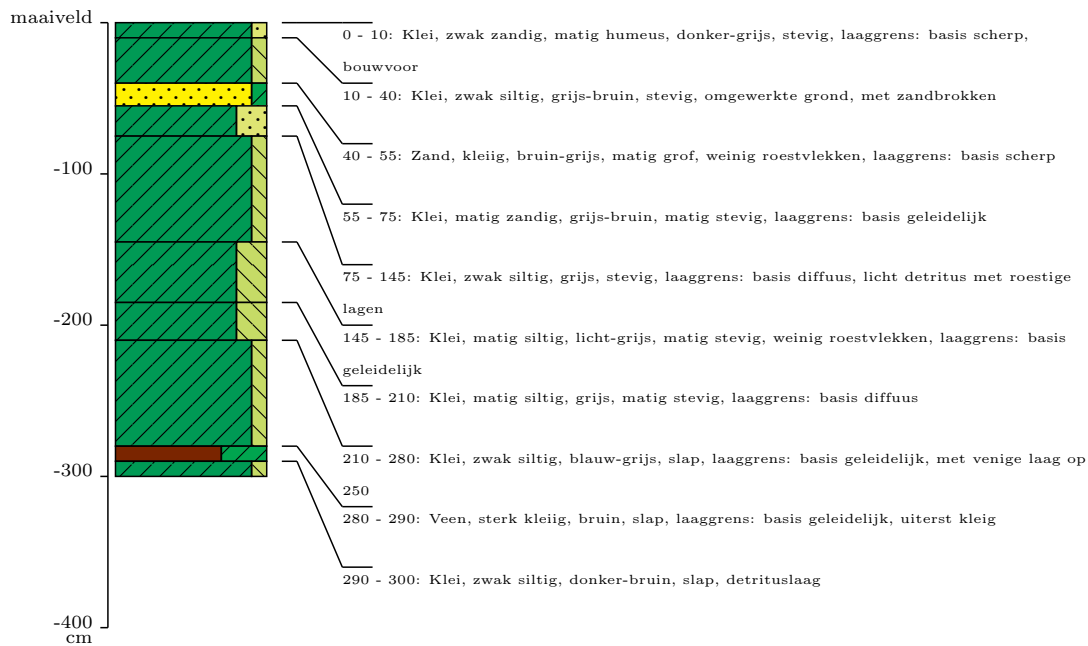 maaiveld
0 - 10: Klei, zwak zandig, matig humeus, donker-grijs, stevig, laaggrens: basis scherp,
bouwvoor
10 - 40: Klei, zwak siltig, grijs-bruin, stevig, omgewerkte grond, met zandbrokken
40 - 55: Zand, kleiig, bruin-grijs, matig grof, weinig roestvlekken, laaggrens: basis scherp
-100
55 - 75: Klei, matig zandig, grijs-bruin, matig stevig, laaggrens: basis geleidelijk
75 - 145: Klei, zwak siltig, grijs, stevig, laaggrens: basis diffuus, licht detritus met roestige
lagen
-200
145 - 185: Klei, matig siltig, licht-grijs, matig stevig, weinig roestvlekken, laaggrens: basis
geleidelijk
185 - 210: Klei, matig siltig, grijs, matig stevig, laaggrens: basis diffuus
210 - 280: Klei, zwak siltig, blauw-grijs, slap, laaggrens: basis geleidelijk, met venige laag op
-300
250
280 - 290: Veen, sterk kleiig, bruin, slap, laaggrens: basis geleidelijk, uiterst kleig
290 - 300: Klei, zwak siltig, donker-bruin, slap, detrituslaag
-400
cm